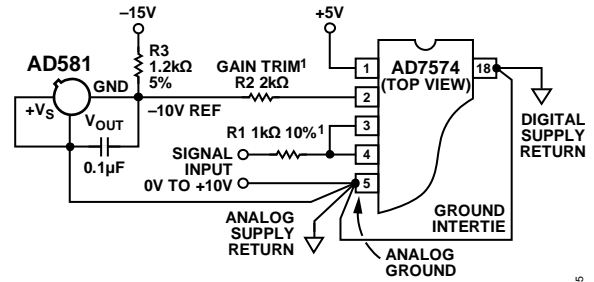 –15V
+5V
R3
1.2kΩ
5%
AD581
GND
GAIN TRIM1
R2 2kΩ
+VS
VOUT
–10V REF
0.1µF
R1 1kΩ 10%1
SIGNAL
INPUT
0V TO +10V
1
2
3
4
5
AD7574
(TOP VIEW)
18
DIGITAL
SUPPLY
RETURN
ANALOG
SUPPLY
RETURN
GROUND
INTERTIE
ANALOG
GROUND
5